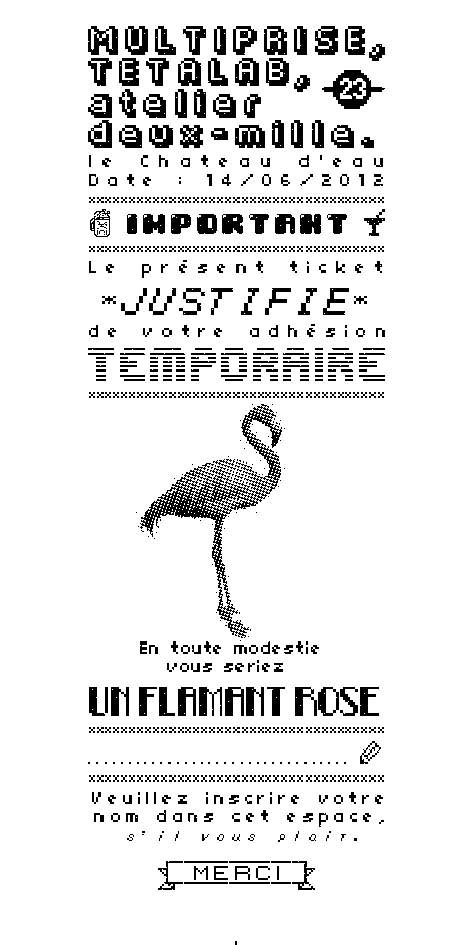 MULTIPRISE,
TETALAB,
23
atelier
deux-mille.
le Chateau d'eau
Date : 14/06/2012
IMPORTANT
Le présent ticket
*JUSTIFIE*
de votre adhésion
TEMPORAIRE
En toute modestie
vous seriez
UN FLAMANT ROSE
Veuillez inscrire votre
nom dans cet espace,
s'il vous plait.
MERCI